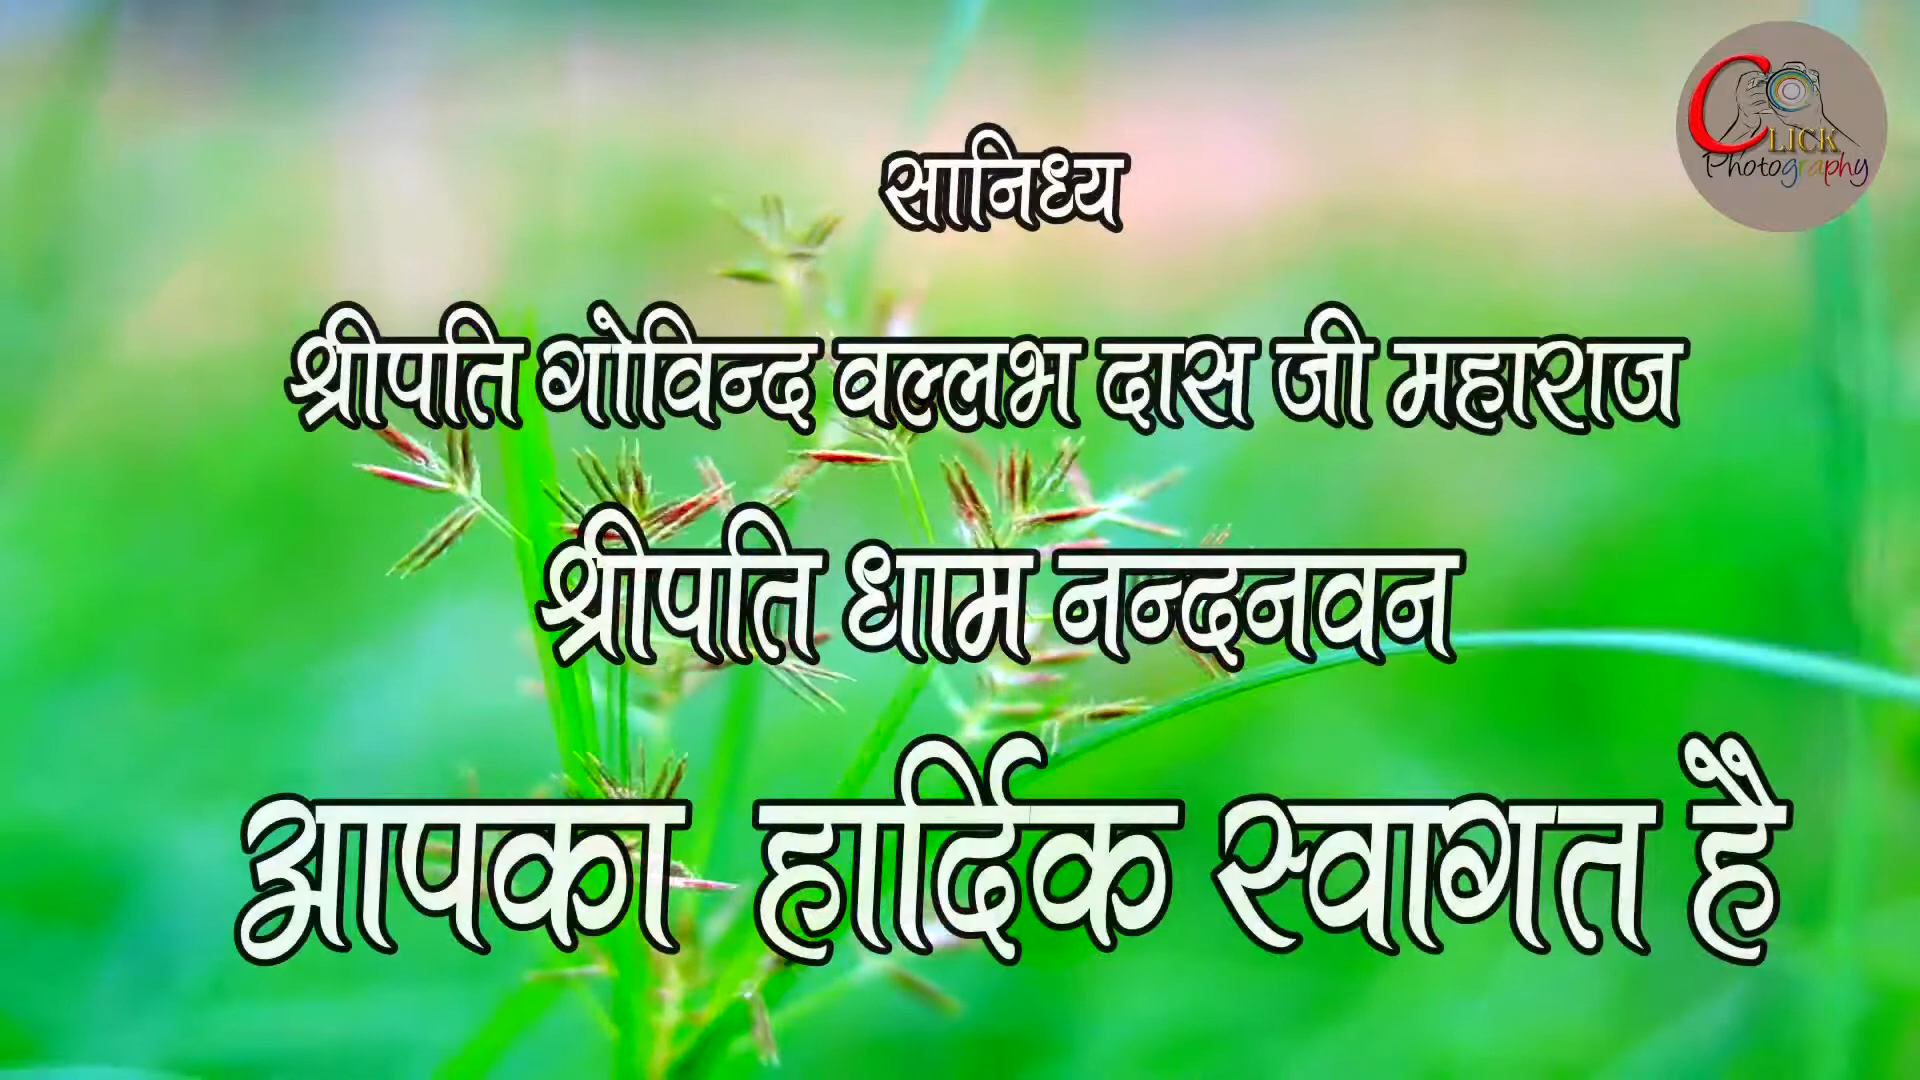 CLICK
Photography
सानिध्य
श्रीपति गोविन्द वल्लभ दास जी महाराज
श्रीपति धाम नन्दनवन
आपका हार्दिक स्वागत है